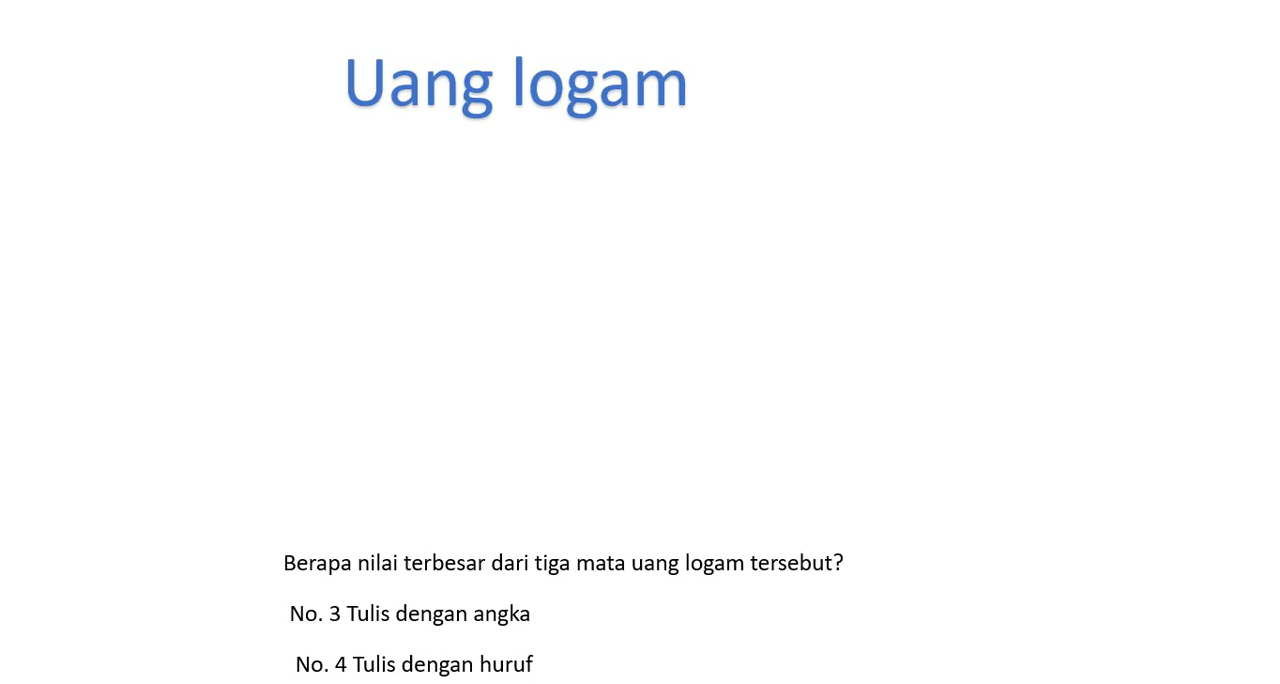 Uang logam
Berapa nilai terbesar dari tiga mata uang logam tersebut?
No. 3 Tulis dengan angka
No. 4 Tulis dengan huruf